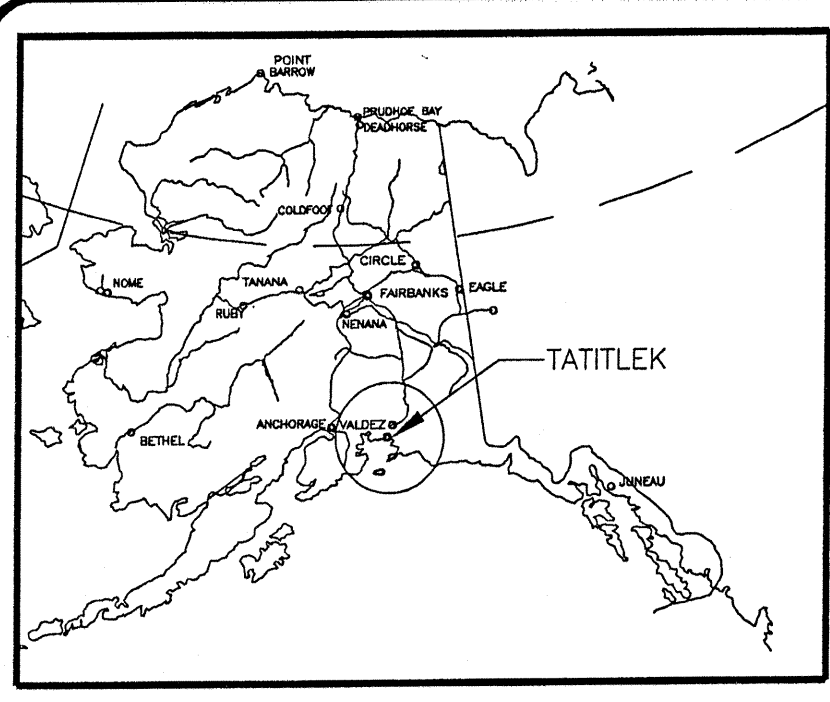 POINT
BARROW
PRUDHOE BAY
DEADHORSE
COLDFOOT
CIRCLE
NOME
TANANA
EAGLE
FAIRBANKS
RUBY
NENANA
TATITLEK
ANCHORAGE
VALDEZ
BETHEL
JUNEAU